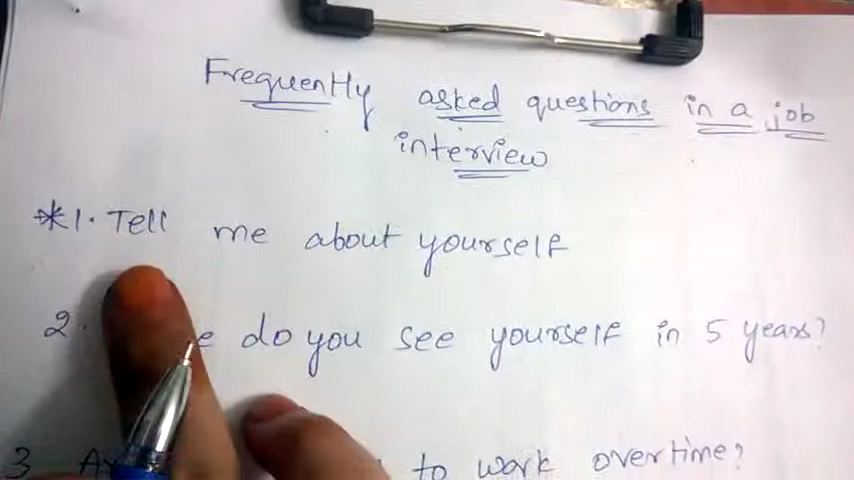 Frequently asked questions in a job
interview
*1. Tell me about yourself
2. do you see yourself in 5 years?
3 to work overtime?